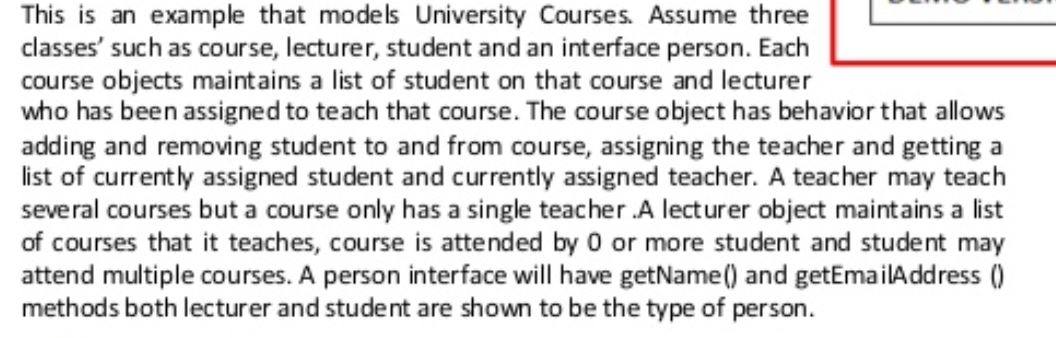 This is an example that models University Courses. Assume three
classes’ such as course, lecturer, student and an interface person. Each
course objects maintains a list of student on that course and lecturer
who has been assigned to teach that course. The course object has behavior that allows
adding and removing student to and from course, assigning the teacher and getting a
list of currently assigned student and currently assigned teacher. A teacher may teach
several courses but a course only has a single teacher .A lecturer object maintains a list
of courses that it teaches, course is attended by 0 or more student and student may
attend multiple courses. A person interface will have getName() and getEmailAddress ()
methods both lecturer and student are shown to be the type of person.